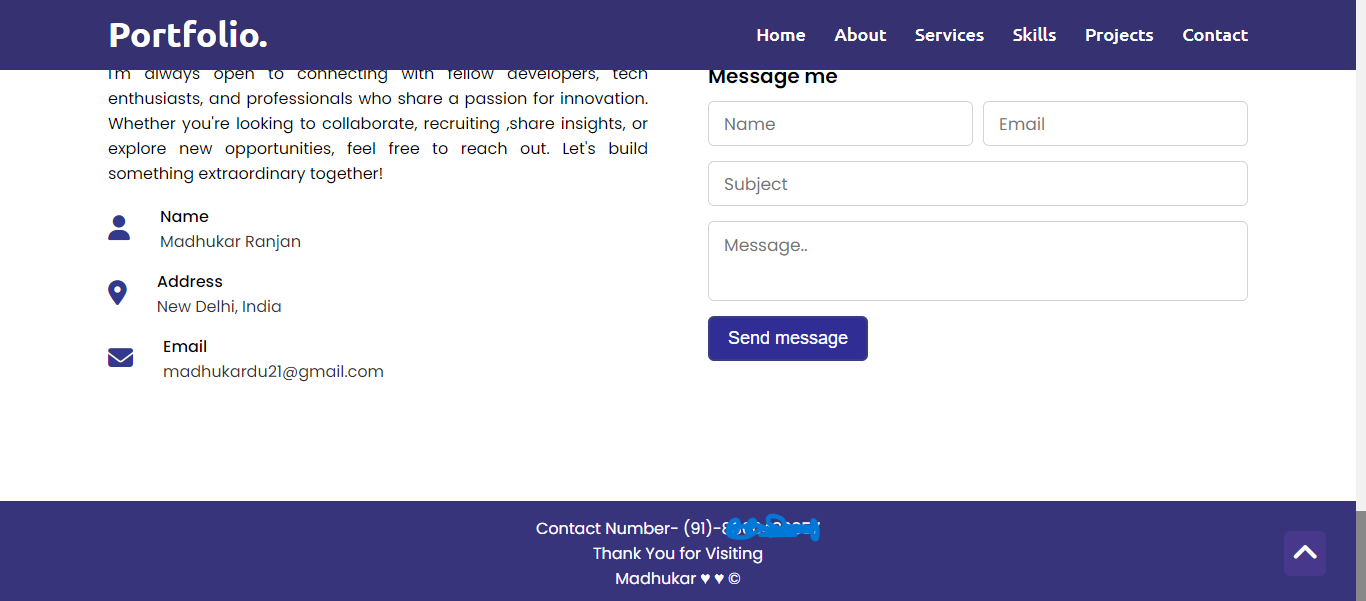 Portfolio.
Home About Services Skills Projects Contact
I'm always open to connecting with fellow developers, tech
enthusiasts, and professionals who share a passion for innovation.
Whether you're looking to collaborate, recruiting ,share insights, or
explore new opportunities, feel free to reach out. Let's build
something extraordinary together!
Name
Madhukar Ranjan
Address
New Delhi, India
Email
madhukardu21@gmail.com
Message me
Name Email
Subject
Message..
Send message
Contact Number- (91)-
Thank You for Visiting
Madhukar ♥ ♥ ©